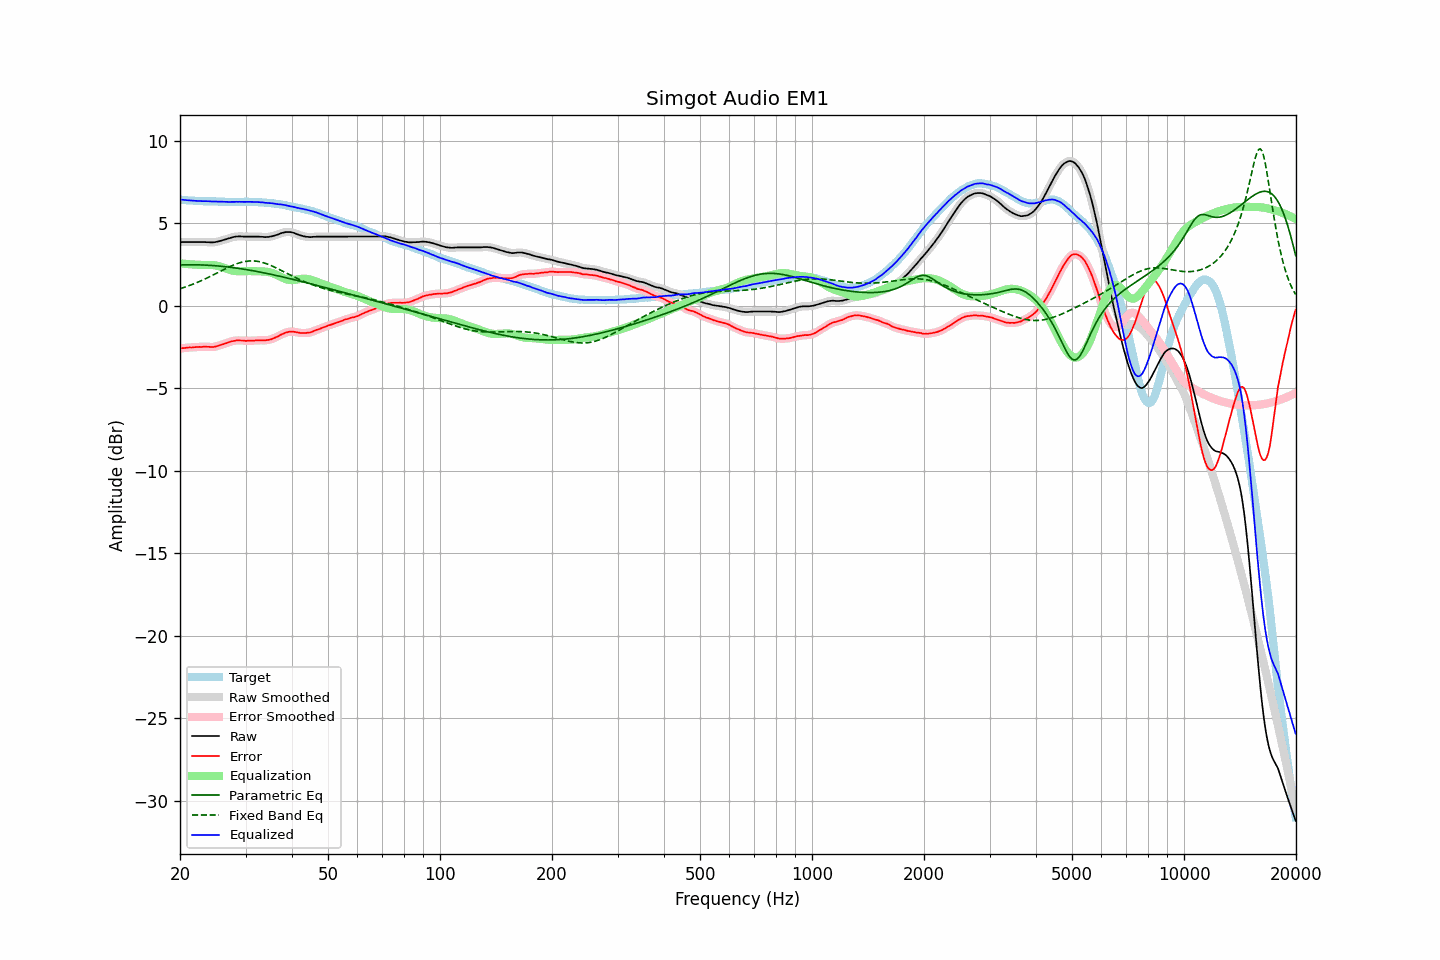 Simgot Audio EM1
10
5
0
−5
−10
−15
−20
−25
−30
Amplitude (dBr)
Target
Raw Smoothed
Error Smoothed
Raw
Error
Equalization
Parametric Eq
Fixed Band Eq
Equalized
20 50 100 200 500 1000 2000 5000 10000 20000
Frequency (Hz)